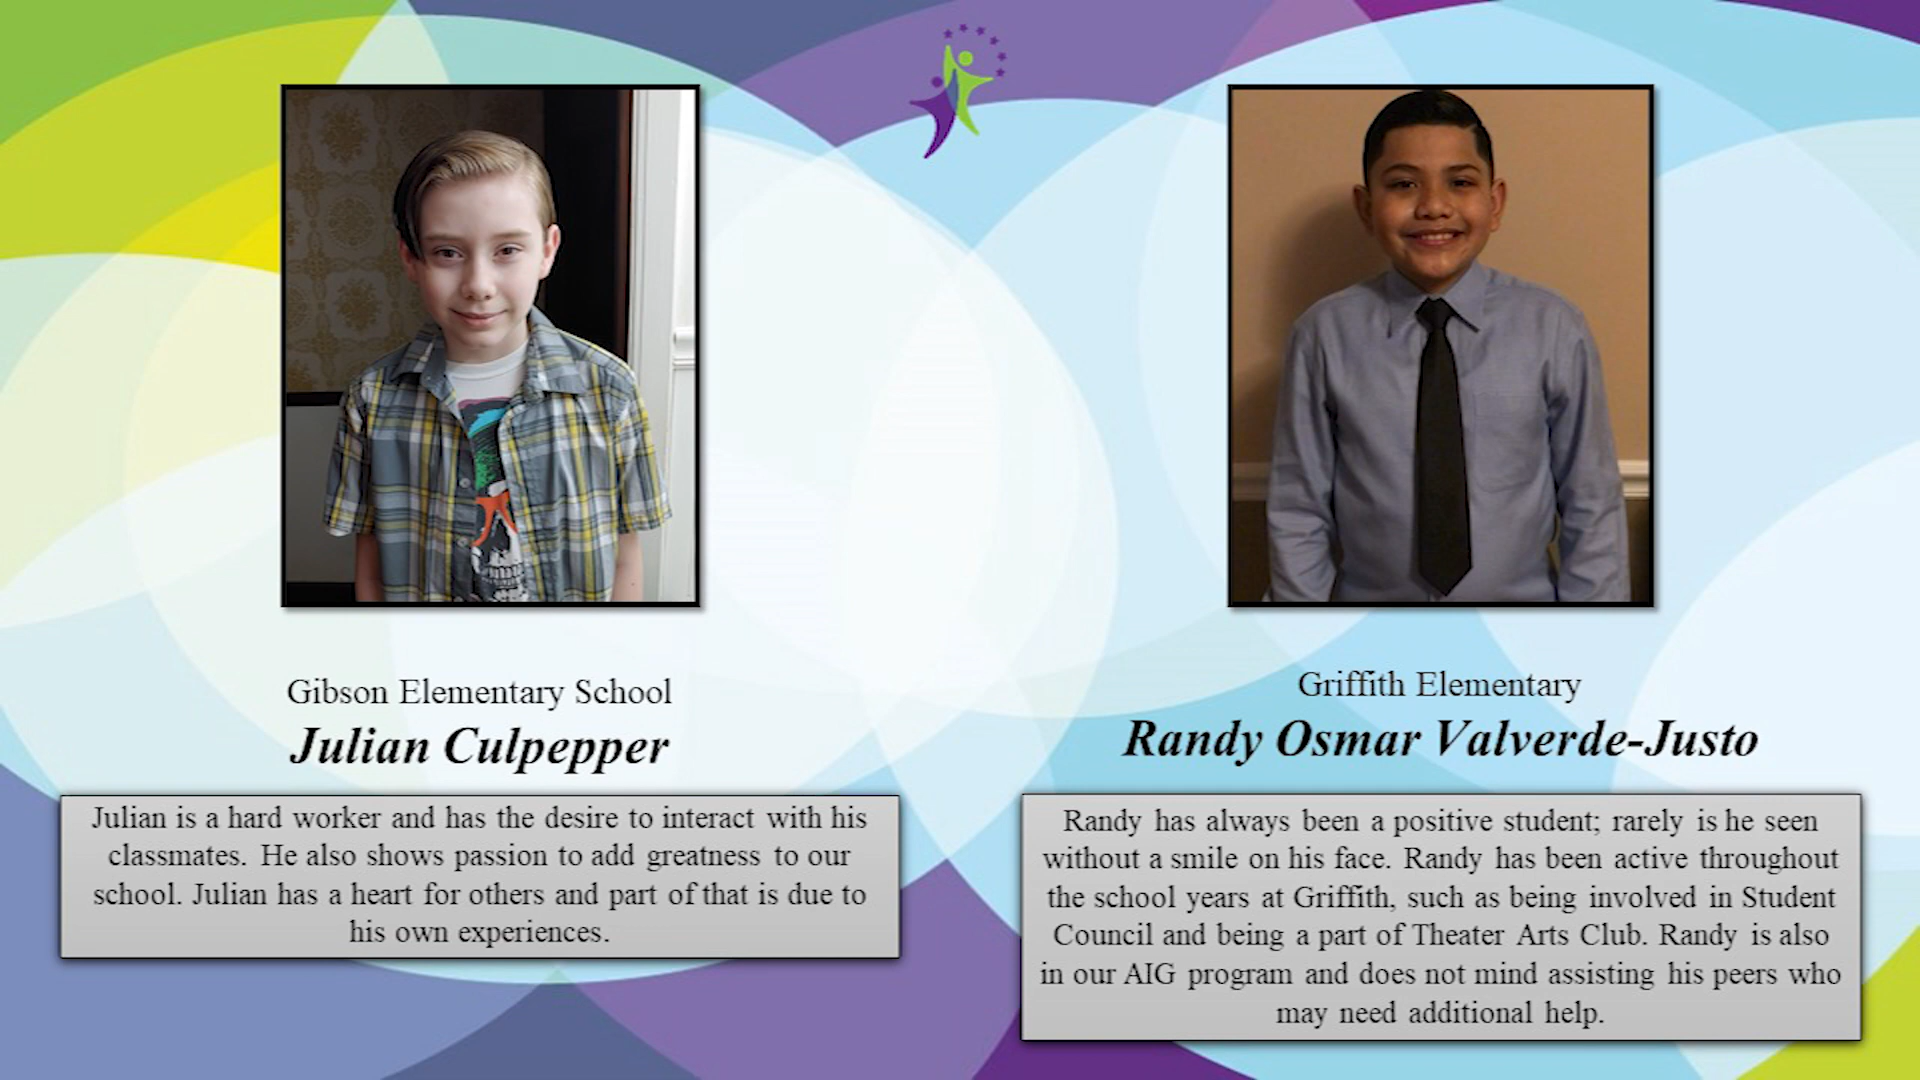 Gibson Elementary School
Julian Culpepper
Julian is a hard worker and has the desire to interact with his
classmates. He also shows passion to add greatness to our
school. Julian has a heart for others and part of that is due to
his own experiences.
Griffith Elementary
Randy Osmar Valverde-Justo
Randy has always been a positive student; rarely is he seen
without a smile on his face. Randy has been active throughout
the school years at Griffith, such as being involved in Student
Council and being a part of Theater Arts Club. Randy is also
in our AIG program and does not mind assisting his peers who
may need additional help.